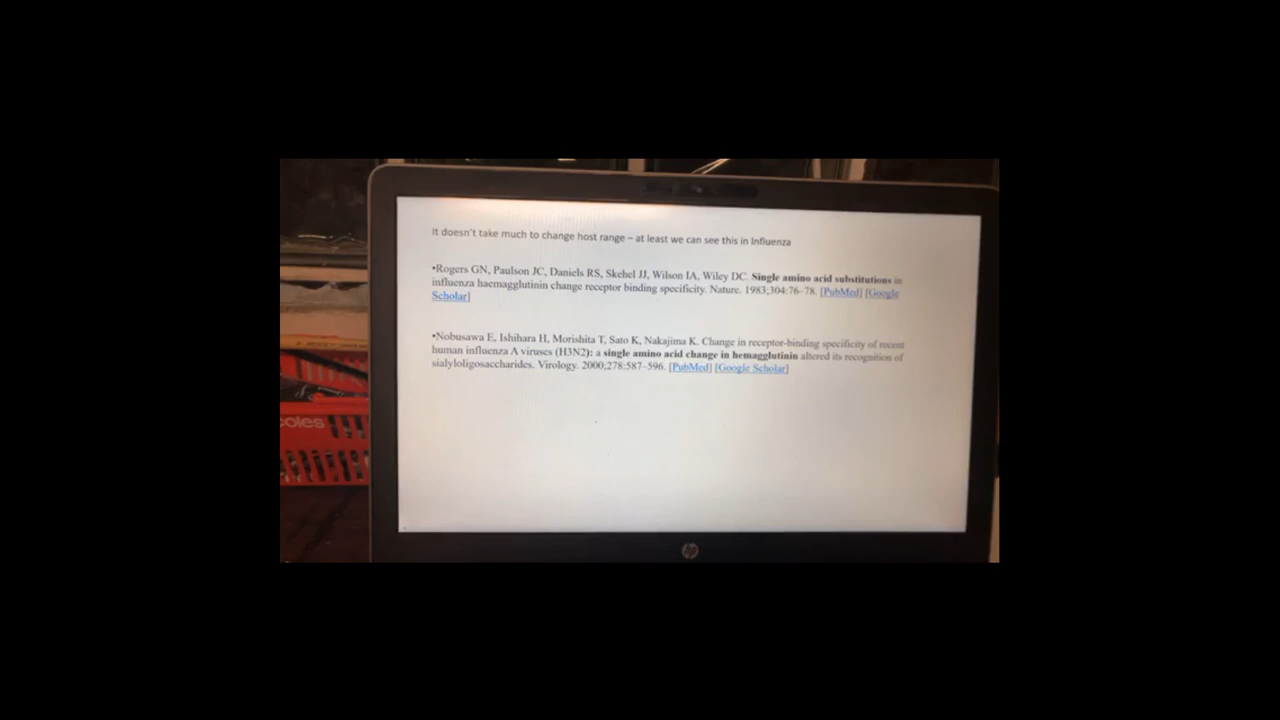 It doesn't take much to change host range – at least we can see this in Influenza
•Rogers GN, Paulson JC, Daniels RS, Skehel JJ, Wilson IA, Wiley DC. Single amino acid substitutions in
influenza haemagglutinin change receptor binding specificity. Nature. 1983;304:76–78. [PubMed] [Google
Scholar]
•Nobusawa E, Ishihara H, Morishita T, Sato K, Nakajima K. Change in receptor-binding specificity of recent
human influenza A viruses (H3N2): a single amino acid change in hemagglutinin altered its recognition of
sialyloligosaccharides. Virology. 2000;278:587–596. [PubMed] [Google Scholar]
coles
hp